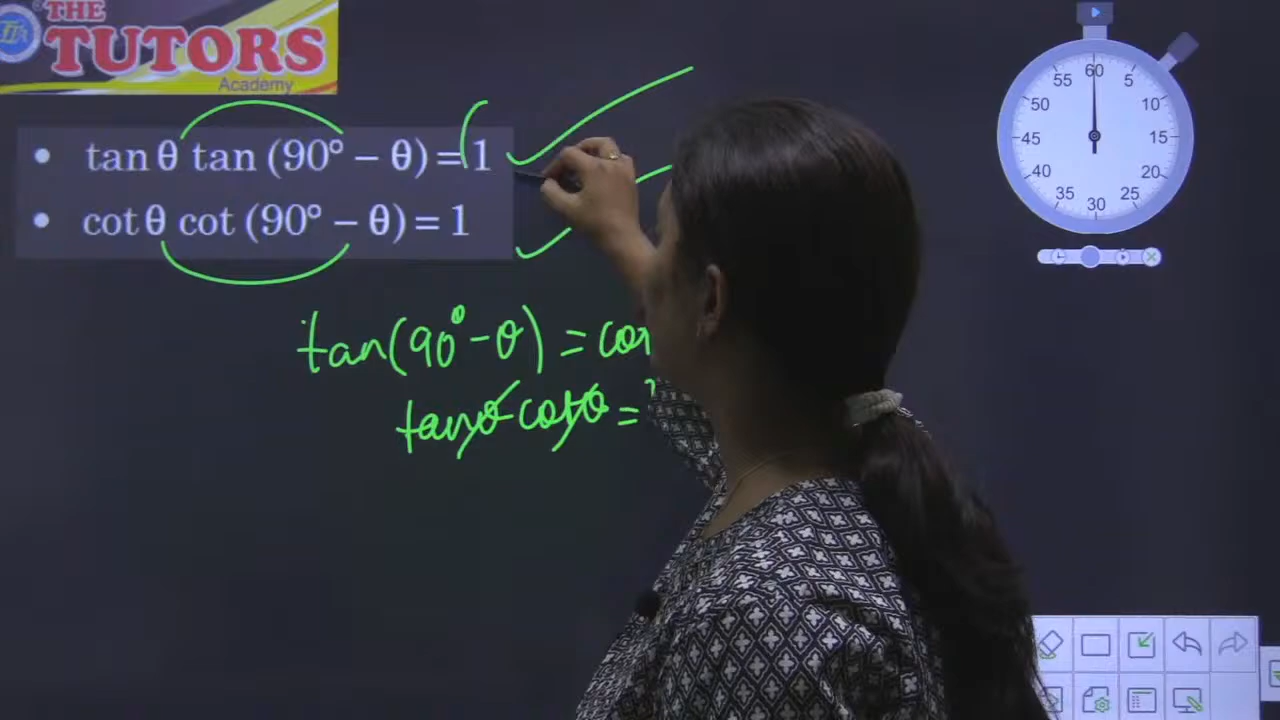 THE
TUTORS
Academy
• tan θ tan (90° – θ) = 1
• cot θ cot (90° – θ) = 1
tan(90° – θ) = cot
tanθ cotθ =
60
55 5
50 10
45 15
40 20
35 25
30